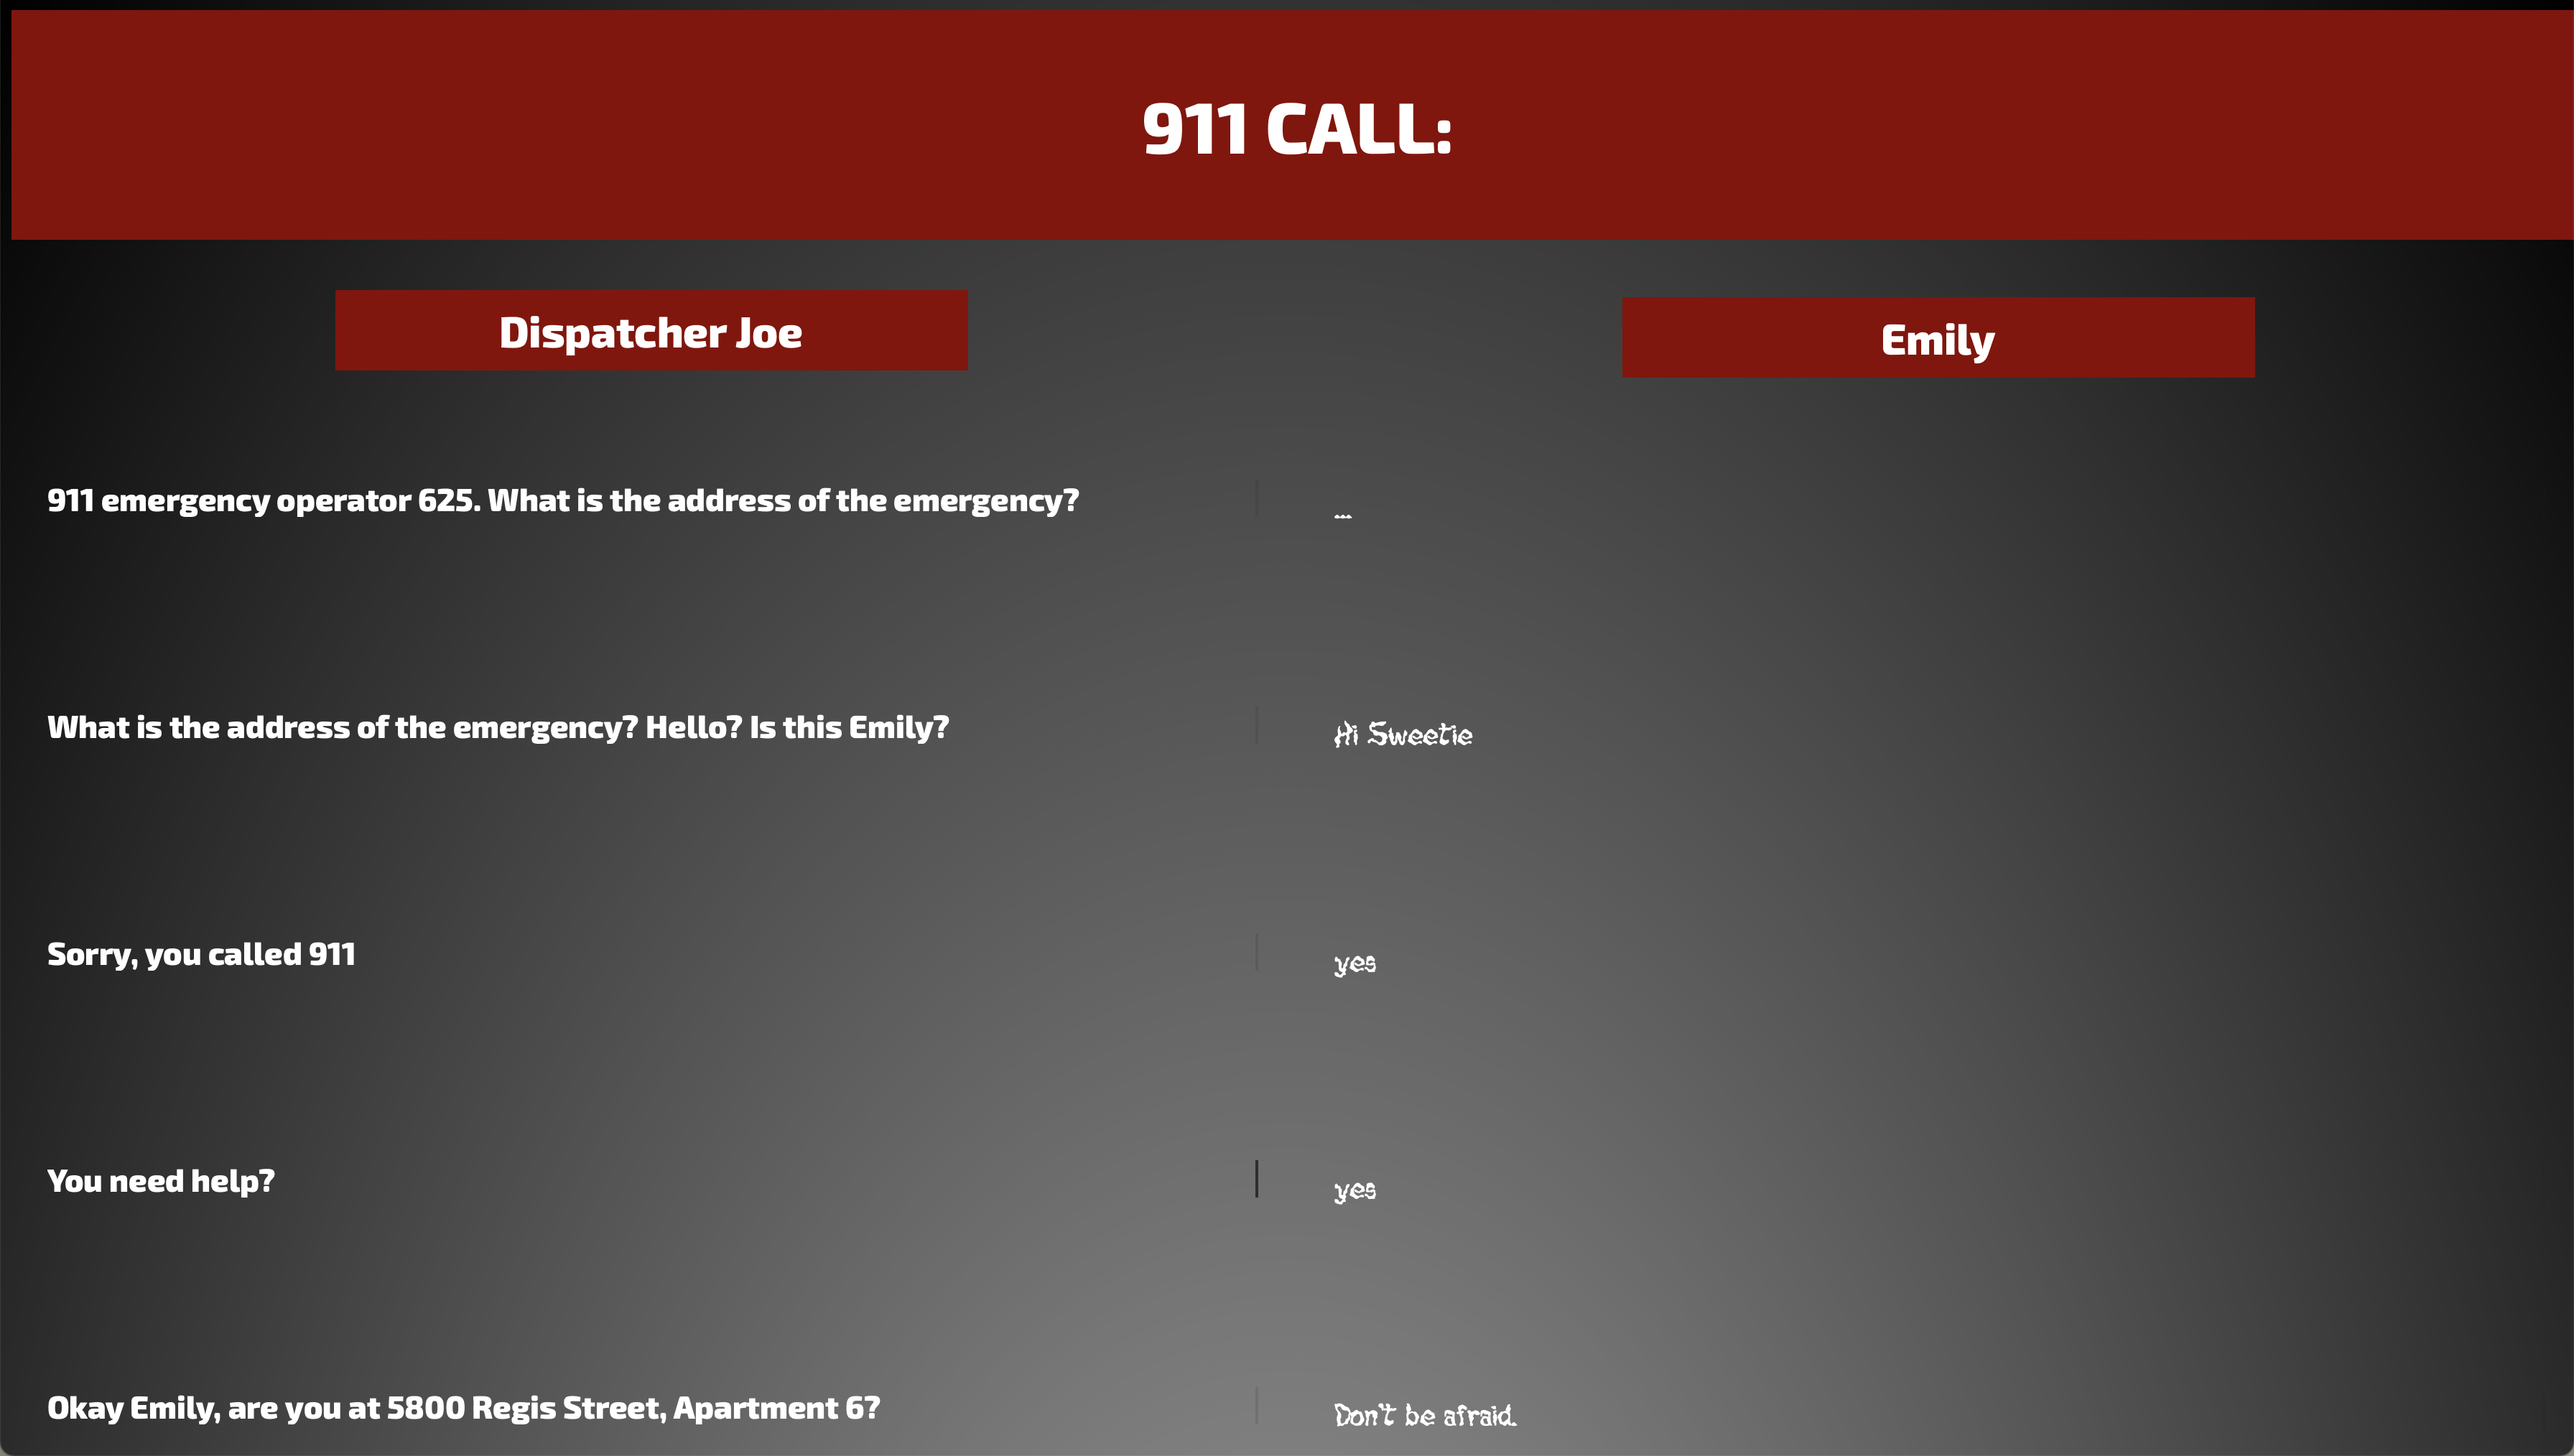 911 CALL:
Dispatcher Joe
Emily
911 emergency operator 625. What is the address of the emergency?
...
What is the address of the emergency? Hello? Is this Emily?
Hi Sweetie
Sorry, you called 911
yes
You need help?
yes
Okay Emily, are you at 5800 Regis Street, Apartment 6?
Don't be afraid.